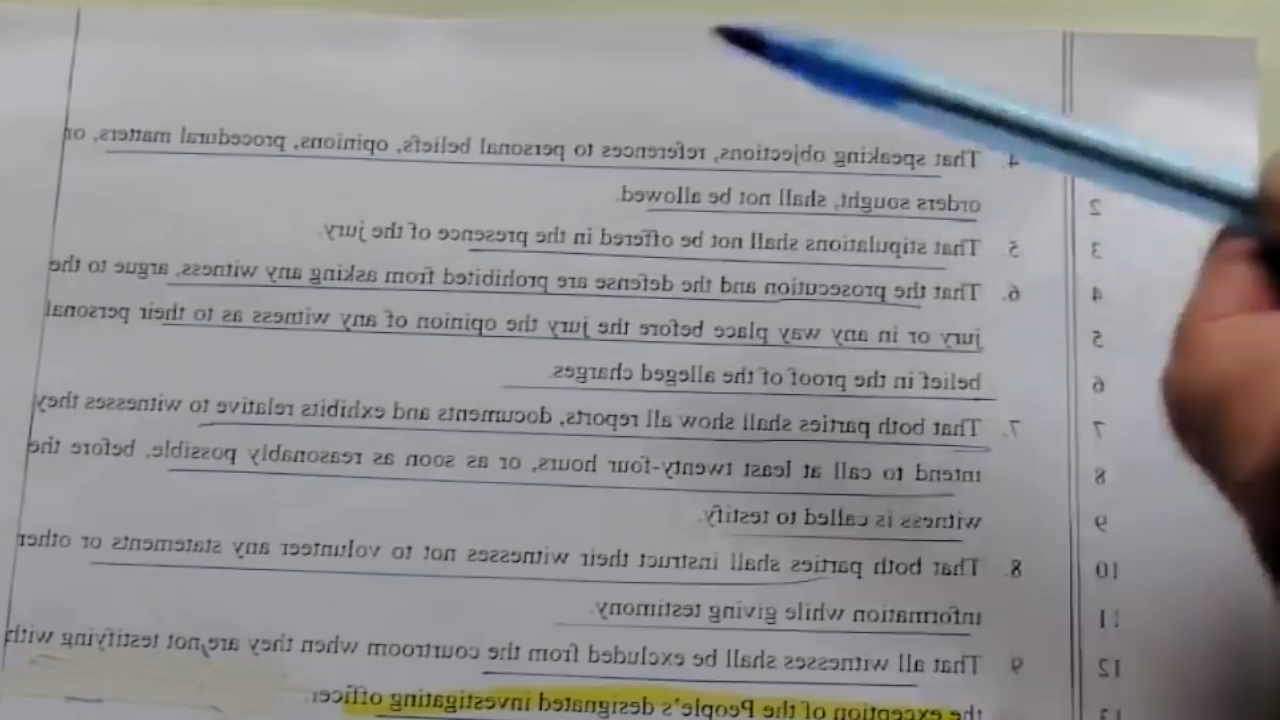 4. That speaking objections, references to personal beliefs, opinions, procedural matters, or
2 orders sought, shall not be allowed.
3 5. That stipulations shall not be offered in the presence of the jury.
4 6. That the prosecution and the defense are prohibited from asking any witness, argue to the
5 jury or in any way place before the jury the opinion of any witness as to their personal
6 belief in the proof of the alleged charges.
7 7. That both parties shall show all reports, documents and exhibits relative to witnesses they
8 intend to call at least twenty-four hours, or as soon as reasonably possible, before the
9 witness is called to testify.
10 8. That both parties shall instruct their witnesses not to volunteer any statements or other
11 information while giving testimony.
12 9 That all witnesses shall be excluded from the courtroom when they are not testifying with
13 the exception of the People's designated investigating officer.